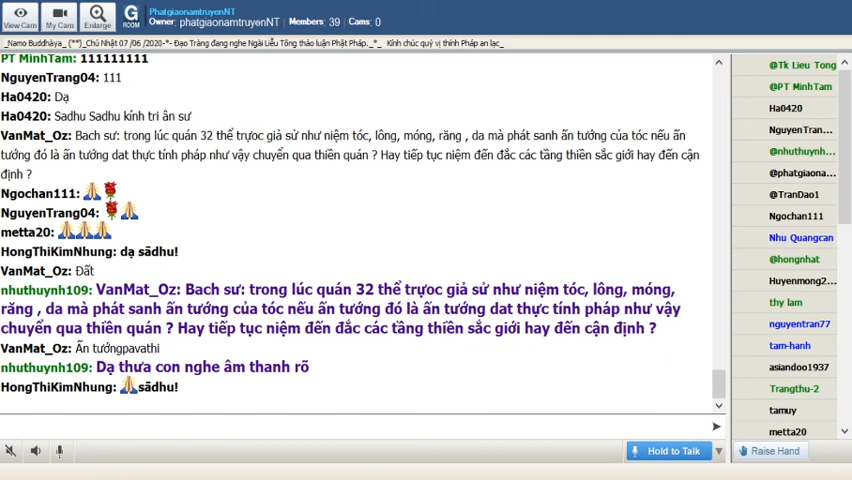 PhatgiaonamtruyenNT
Owner: phatgiaonamtruyenNT Members: 39 Cams: 0
View Cam My Cam Enlarge G ROOM
_Namo Buddhàya_ (**)_Chủ Nhật 07 /06 /2020-*- Đạo Tràng đang nghe Ngài Liễu Tông thảo luận Phật Pháp._*_ Kính chúc quý vị thính Pháp an lạc_
PT MinhTam: 111111111
NguyenTrang04: 111
Ha0420: Dạ
Ha0420: Sadhu Sadhu kính tri ân sư
VanMat_Oz: Bach sư: trong lúc quán 32 thể trược giả sử như niệm tóc, lông, móng, răng , da mà phát sanh ấn tướng của tóc nếu ấn
tướng đó là ấn tướng dat thực tính pháp như vậy chuyển qua thiền quán ? Hay tiếp tục niệm đến đắc các tầng thiền sắc giới hay đến cận
định ?
Ngochan111:
NguyenTrang04:
metta20:
HongThiKimNhung: dạ sādhu!
VanMat_Oz: Đất
nhuthuynh109: VanMat_Oz: Bach sư: trong lúc quán 32 thể trược giả sử như niệm tóc, lông, móng,
răng , da mà phát sanh ấn tướng của tóc nếu ấn tướng đó là ấn tướng dat thực tính pháp như vậy
chuyển qua thiền quán ? Hay tiếp tục niệm đến đắc các tầng thiền sắc giới hay đến cận định ?
VanMat_Oz: Ấn tướngpavathi
nhuthuynh109: Dạ thưa con nghe âm thanh rõ
HongThiKimNhung: sādhu!
@Tk Lieu Tong
@PT MinhTam
Ha0420
NguyenTran...
@nhuthuynh...
@phatgiaona...
@TranDao1
Ngochan111
Nhu Quangcan
@hongnhat
Huyenmong2...
thy lam
nguyentran77
tam-hanh
asiandoo1937
Trangthu-2
tamuy
metta20
Hold to Talk
Raise Hand